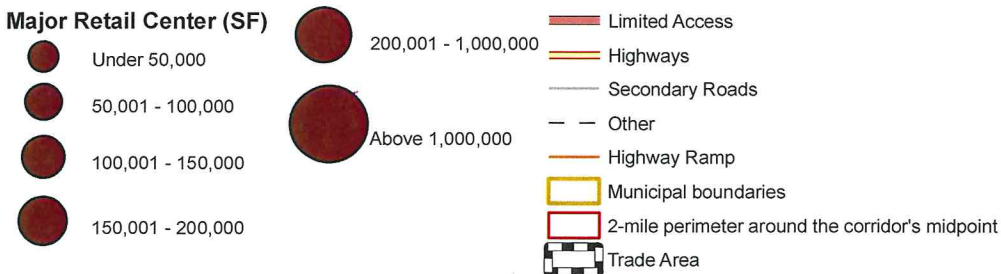 Major Retail Center (SF)
Under 50,000
50,001 - 100,000
100,001 - 150,000
150,001 - 200,000
200,001 - 1,000,000
Above 1,000,000
Limited Access
Highways
Secondary Roads
Other
Highway Ramp
Municipal boundaries
2-mile perimeter around the corridor's midpoint
Trade Area